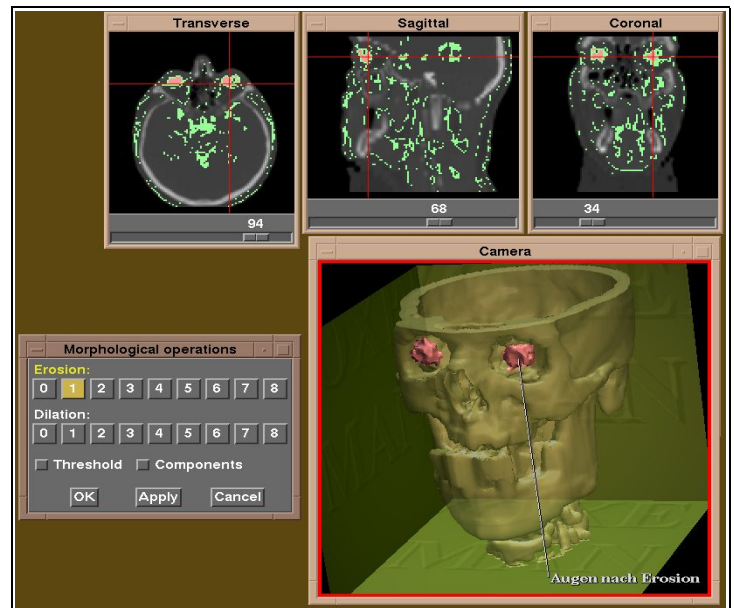 Transverse
Sagittal
Coronal
94
68
34
Camera
Morphological operations
Erosion:
0 1 2 3 4 5 6 7 8
Dilation:
0 1 2 3 4 5 6 7 8
Threshold Components
OK Apply Cancel
Augen nach Erosion